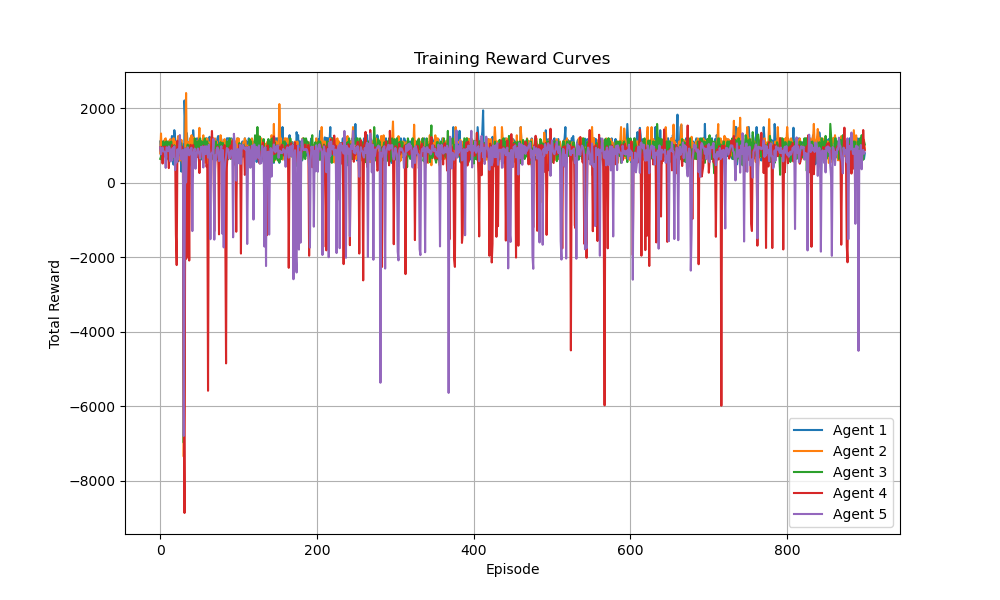 Training Reward Curves
Total Reward
2000
0
−2000
−4000
−6000
−8000
0
200
400
600
800
Episode
Agent 1
Agent 2
Agent 3
Agent 4
Agent 5